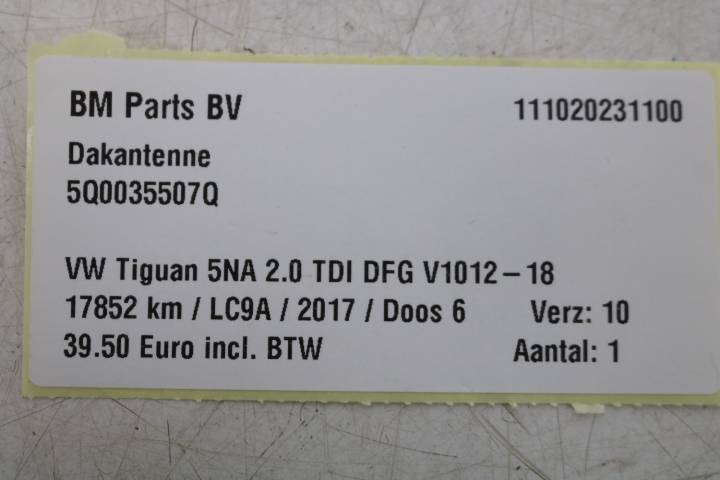 BM Parts BV 111020231100
Dakantenne
5Q0035507Q
VW Tiguan 5NA 2.0 TDI DFG V1012-18
17852 km / LC9A / 2017 / Doos 6 Verz: 10
39.50 Euro incl. BTW Aantal: 1